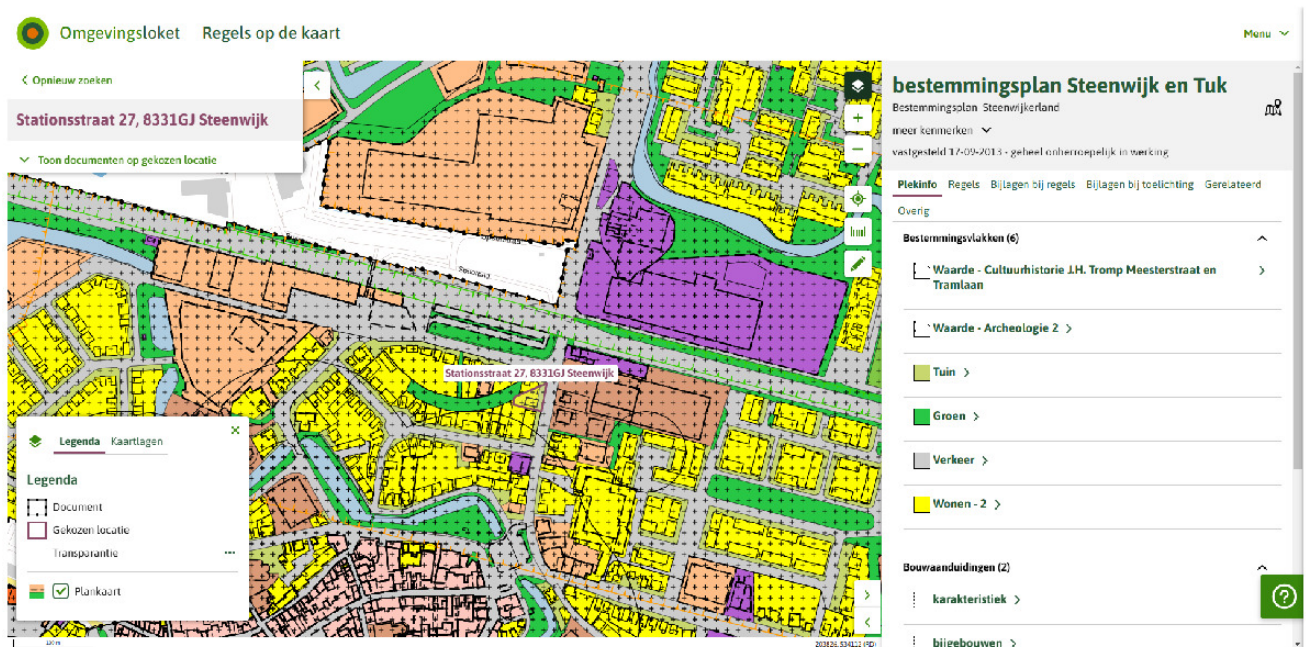 Omgevingsloket Regels op de kaart
Menu
Opnieuw zoeken
Stationsstraat 27, 8331GJ Steenwijk
Toon documenten op gekozen locatie
Stationsstraat 27, 8331GJ Steenwijk
Legenda Kaartlagen
Legenda
Document
Gekozen locatie
Transparantie
Plankaart
bestemmingsplan Steenwijk en Tuk
Bestemmingsplan Steenwijkerland
meer kenmerken
vastgesteld 17-09-2013 - geheel onherroepelijk in werking
Plekinfo Regels Bijlagen bij regels Bijlagen bij toelichting Gerelateerd
Overig
Bestemmingsvlakken (6)
Waarde - Cultuurhistorie J.H. Tromp Meesterstraat en
Tramlaan
Waarde - Archeologie 2
Tuin
Groen
Verkeer
Wonen - 2
Bouwaanduidingen (2)
karakteristiek
bijgebouwen